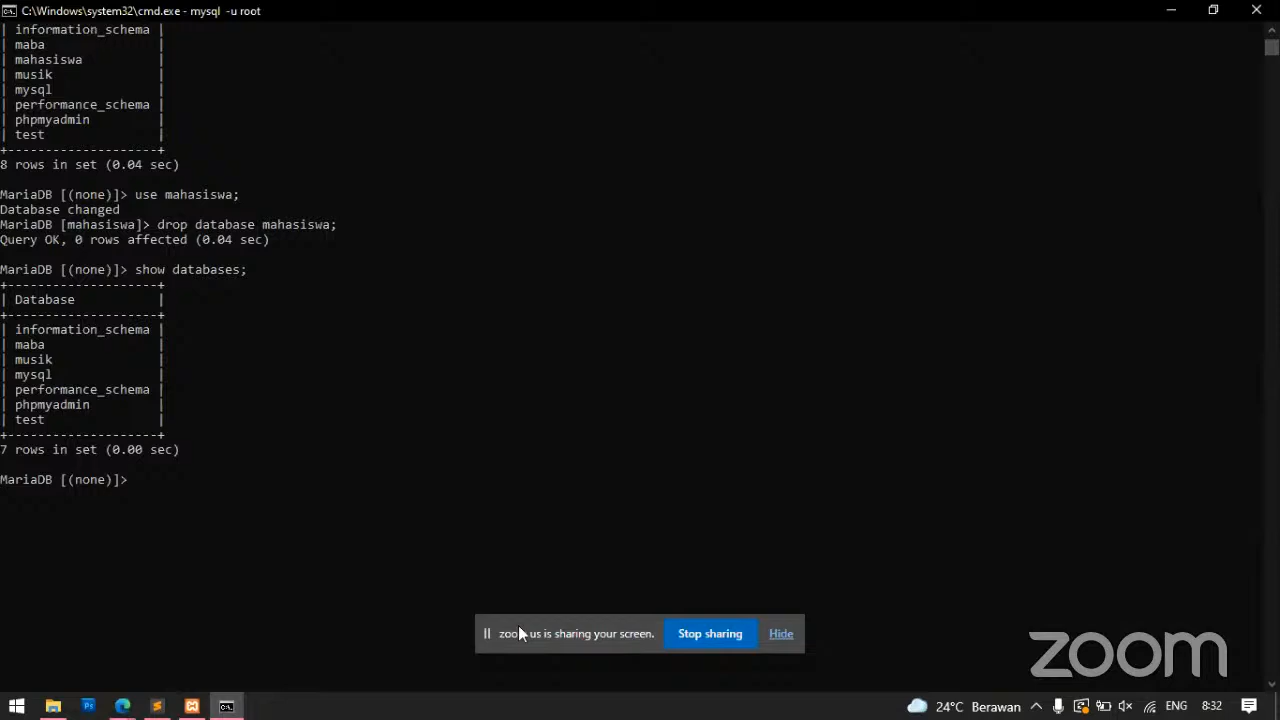 C:\Windows\system32\cmd.exe - mysql  -u root
| information_schema |
| maba               |
| mahasiswa          |
| musik              |
| mysql              |
| performance_schema |
| phpmyadmin         |
| test               |
+--------------------+
8 rows in set (0.04 sec)
MariaDB [(none)]> use mahasiswa;
Database changed
MariaDB [mahasiswa]> drop database mahasiswa;
Query OK, 0 rows affected (0.04 sec)
MariaDB [(none)]> show databases;
+--------------------+
| Database           |
+--------------------+
| information_schema |
| maba               |
| musik              |
| mysql              |
| performance_schema |
| phpmyadmin         |
| test               |
+--------------------+
7 rows in set (0.00 sec)
MariaDB [(none)]>
zoom.us is sharing your screen.
Stop sharing
Hide
zoom
Ps
24°C Berawan
ENG
8:32